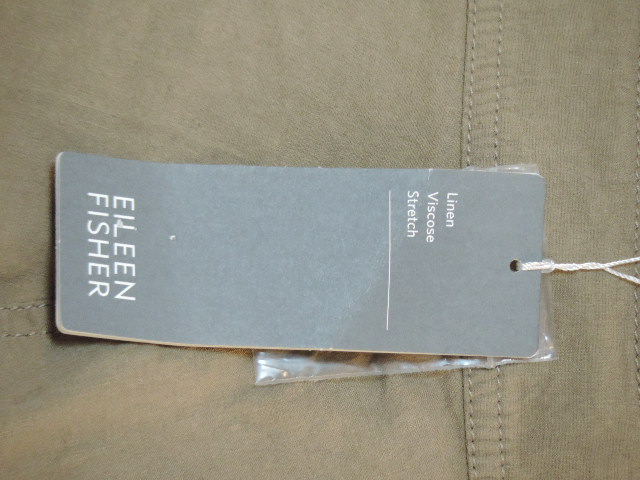 Linen
Viscose
Stretch
EILEEN
FISHER